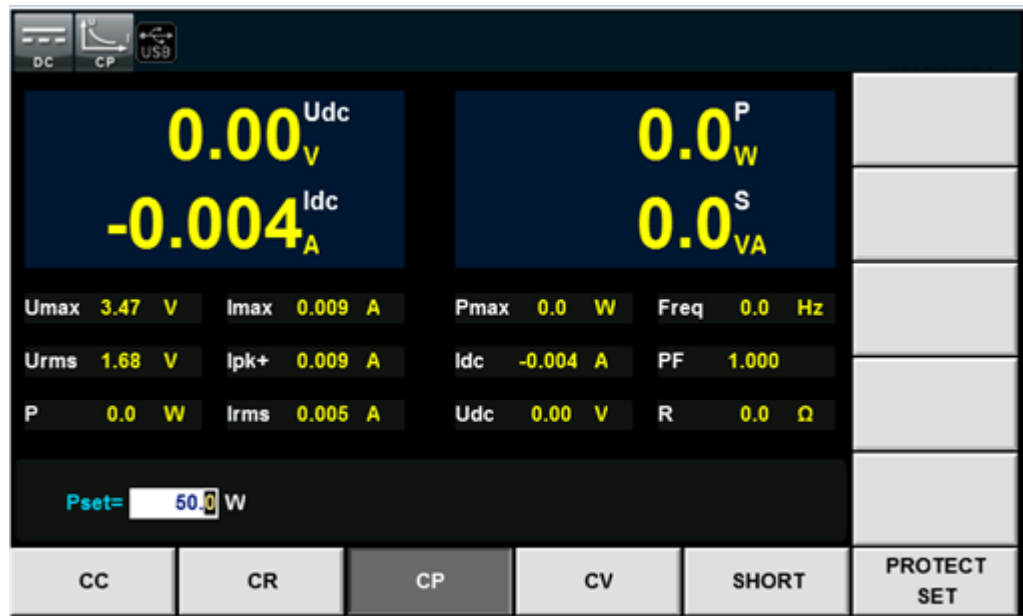 DC CP USB
U I
0.00 Udc V
0.0 P W
-0.004 Idc A
0.0 S VA
Umax 3.47 V Imax 0.009 A Pmax 0.0 W Freq 0.0 Hz
Urms 1.68 V Ipk+ 0.009 A Idc -0.004 A PF 1.000
P 0.0 W Irms 0.005 A Udc 0.00 V R 0.0 Ω
Pset= 50.0 W
CC CR CP CV SHORT PROTECT SET